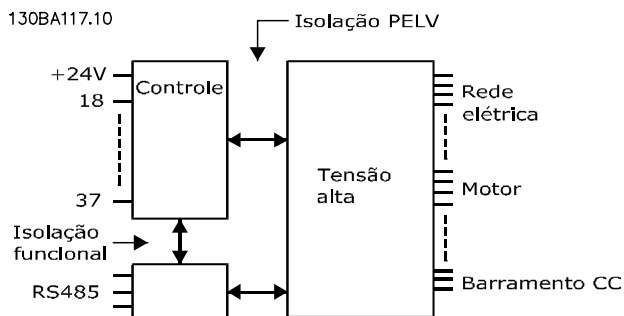 130BA117.10
Isolação PELV
+24V
Controle
18
Rede
elétrica
Tensão
alta
Motor
37
Isolação
funcional
RS485
Barramento CC